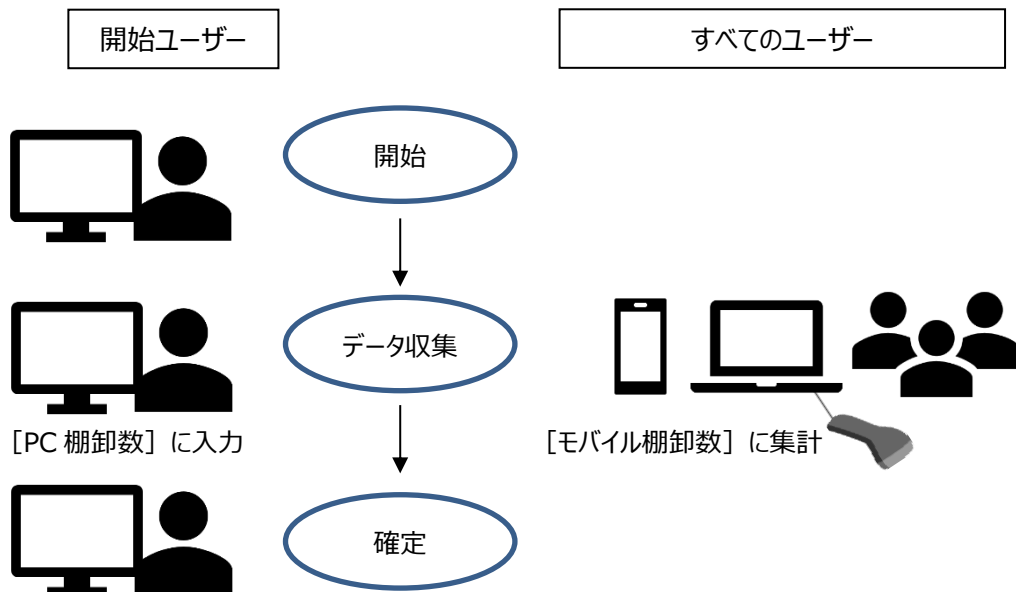 開始ユーザー
すべてのユーザー
開始
データ収集
［PC 棚卸数］に入力
［モバイル棚卸数］に集計
確定